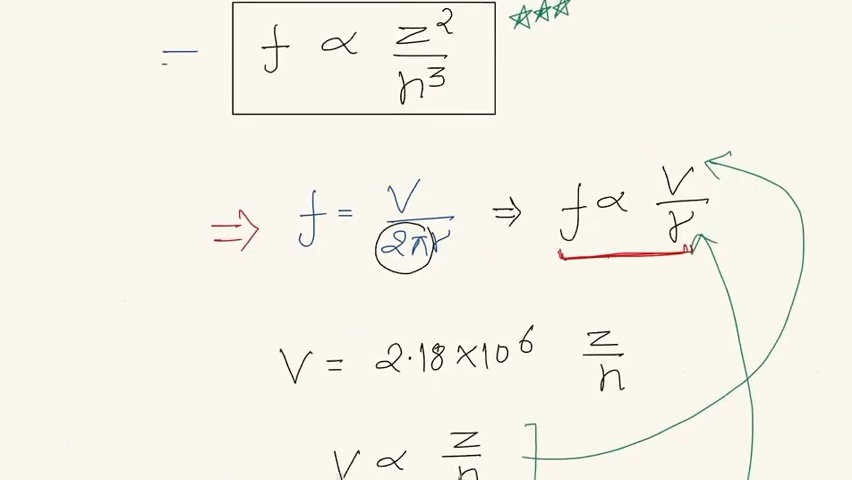 f ∝ z²/n³
⇒ f = V/2πr ⇒ f ∝ V/r
V = 2.18×10⁶ z/n
V ∝ z/n